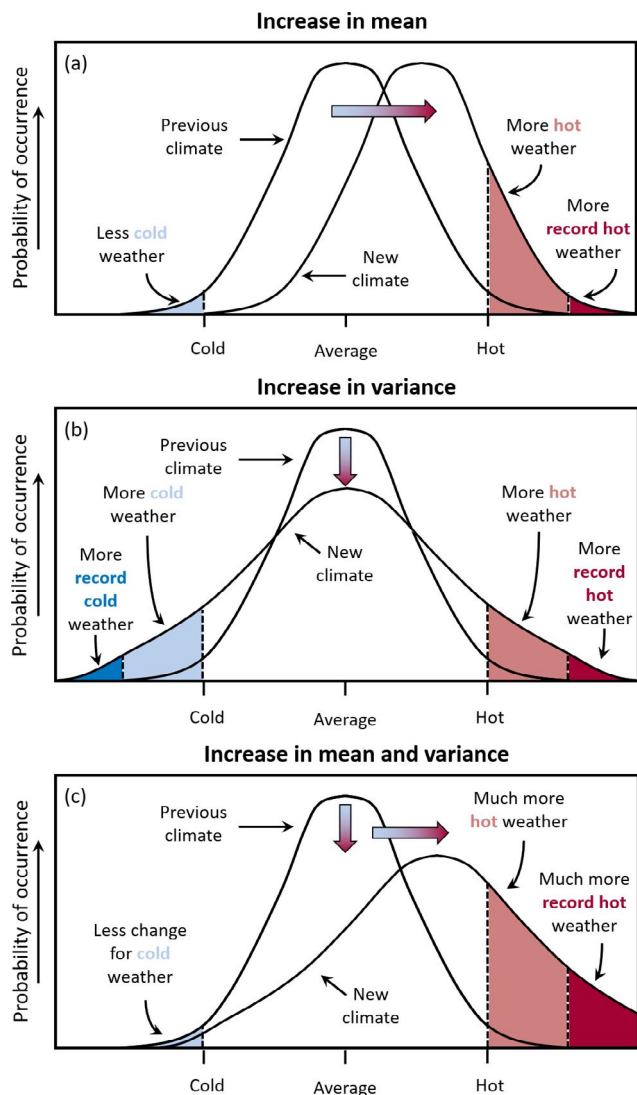 Increase in mean
(a)
Probability of occurrence
Previous
climate
More hot
weather
Less cold
weather
More
record hot
weather
New
climate
Cold
Average
Hot
Increase in variance
(b)
Probability of occurrence
Previous
climate
More cold
weather
More hot
weather
More
record
cold
weather
New
climate
More
record
hot
weather
Cold
Average
Hot
Increase in mean and variance
(c)
Probability of occurrence
Previous
climate
Much more
hot weather
Much more
record hot
weather
Less change
for cold
weather
New
climate
Cold
Average
Hot